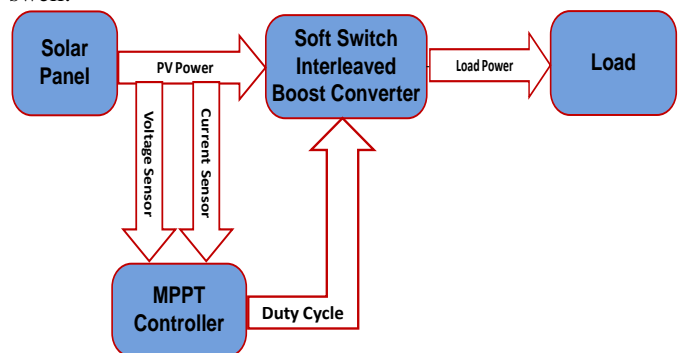 Solar
Panel
PV Power
Soft Switch
Interleaved
Boost Converter
Load Power
Load
Voltage Sensor
Current Sensor
MPPT
Controller
Duty Cycle